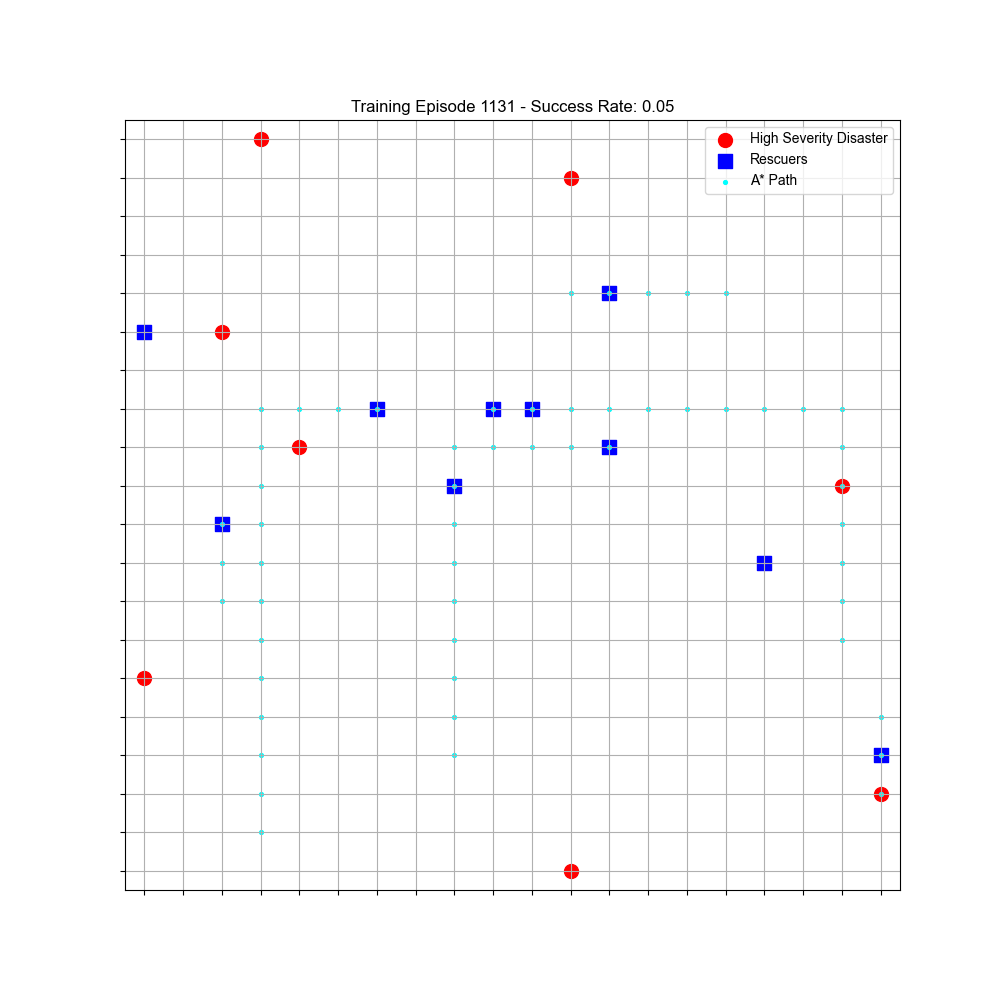 Training Episode 1131 - Success Rate: 0.05
High Severity Disaster
Rescuers
A* Path